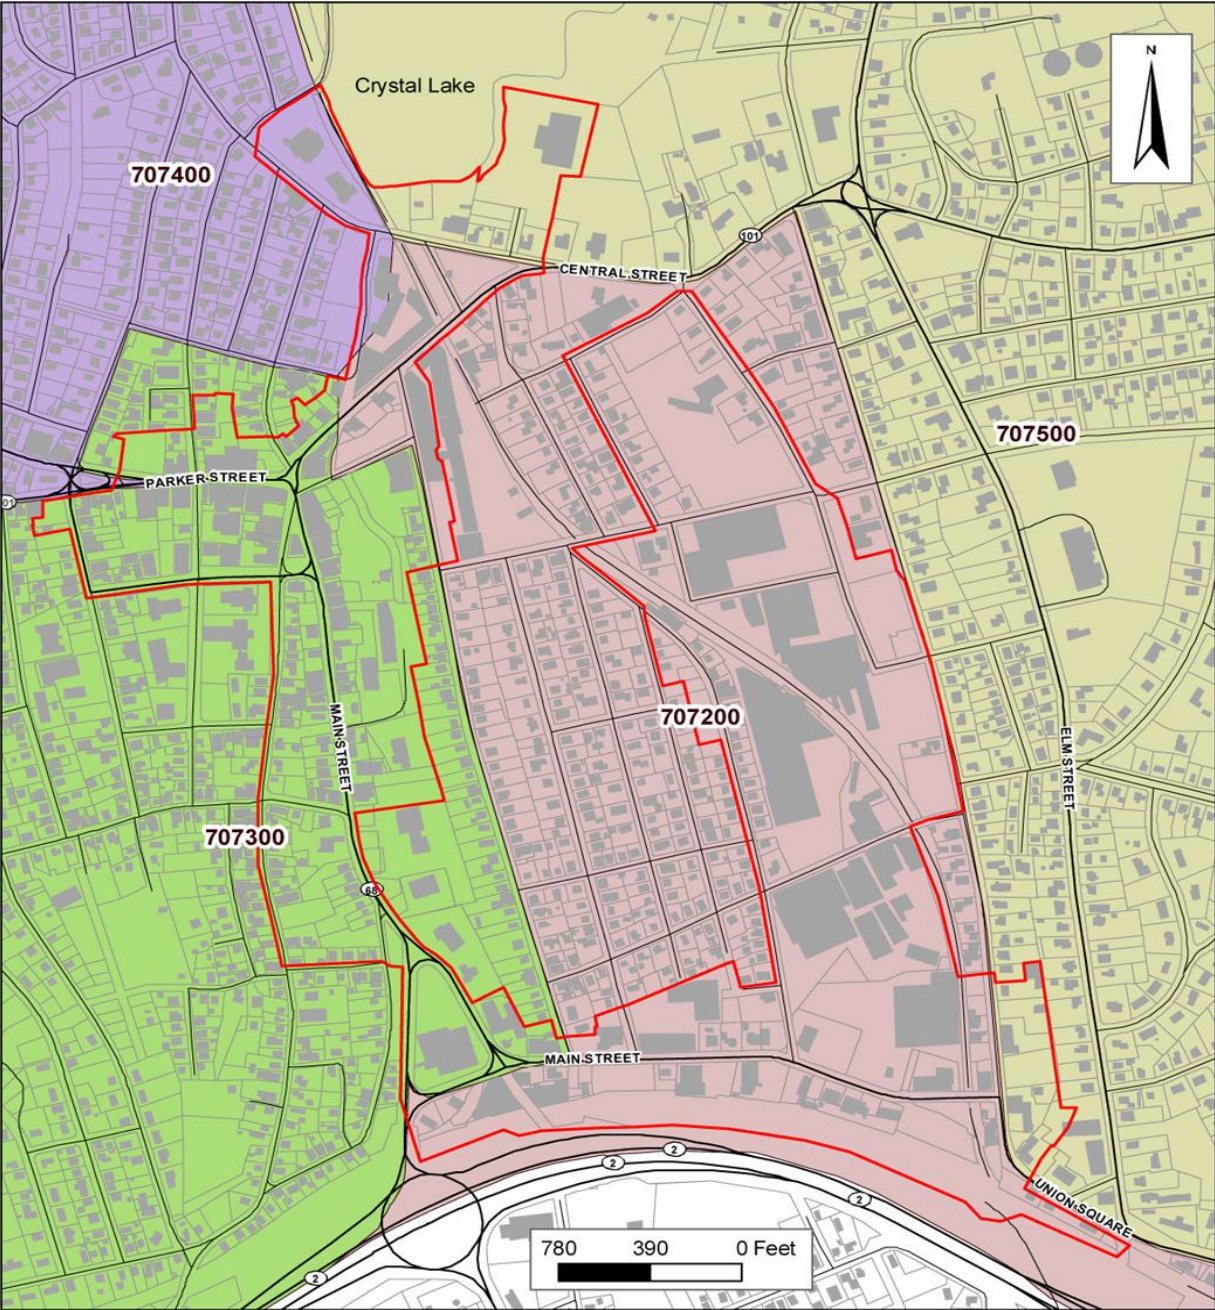 N
Crystal Lake
707400
101
CENTRAL STREET
707500
PARKER STREET
01
MAIN STREET
707200
ELM STREET
707300
68
MAIN STREET
2
2
2
UNION SQUARE
780 390 0 Feet
2